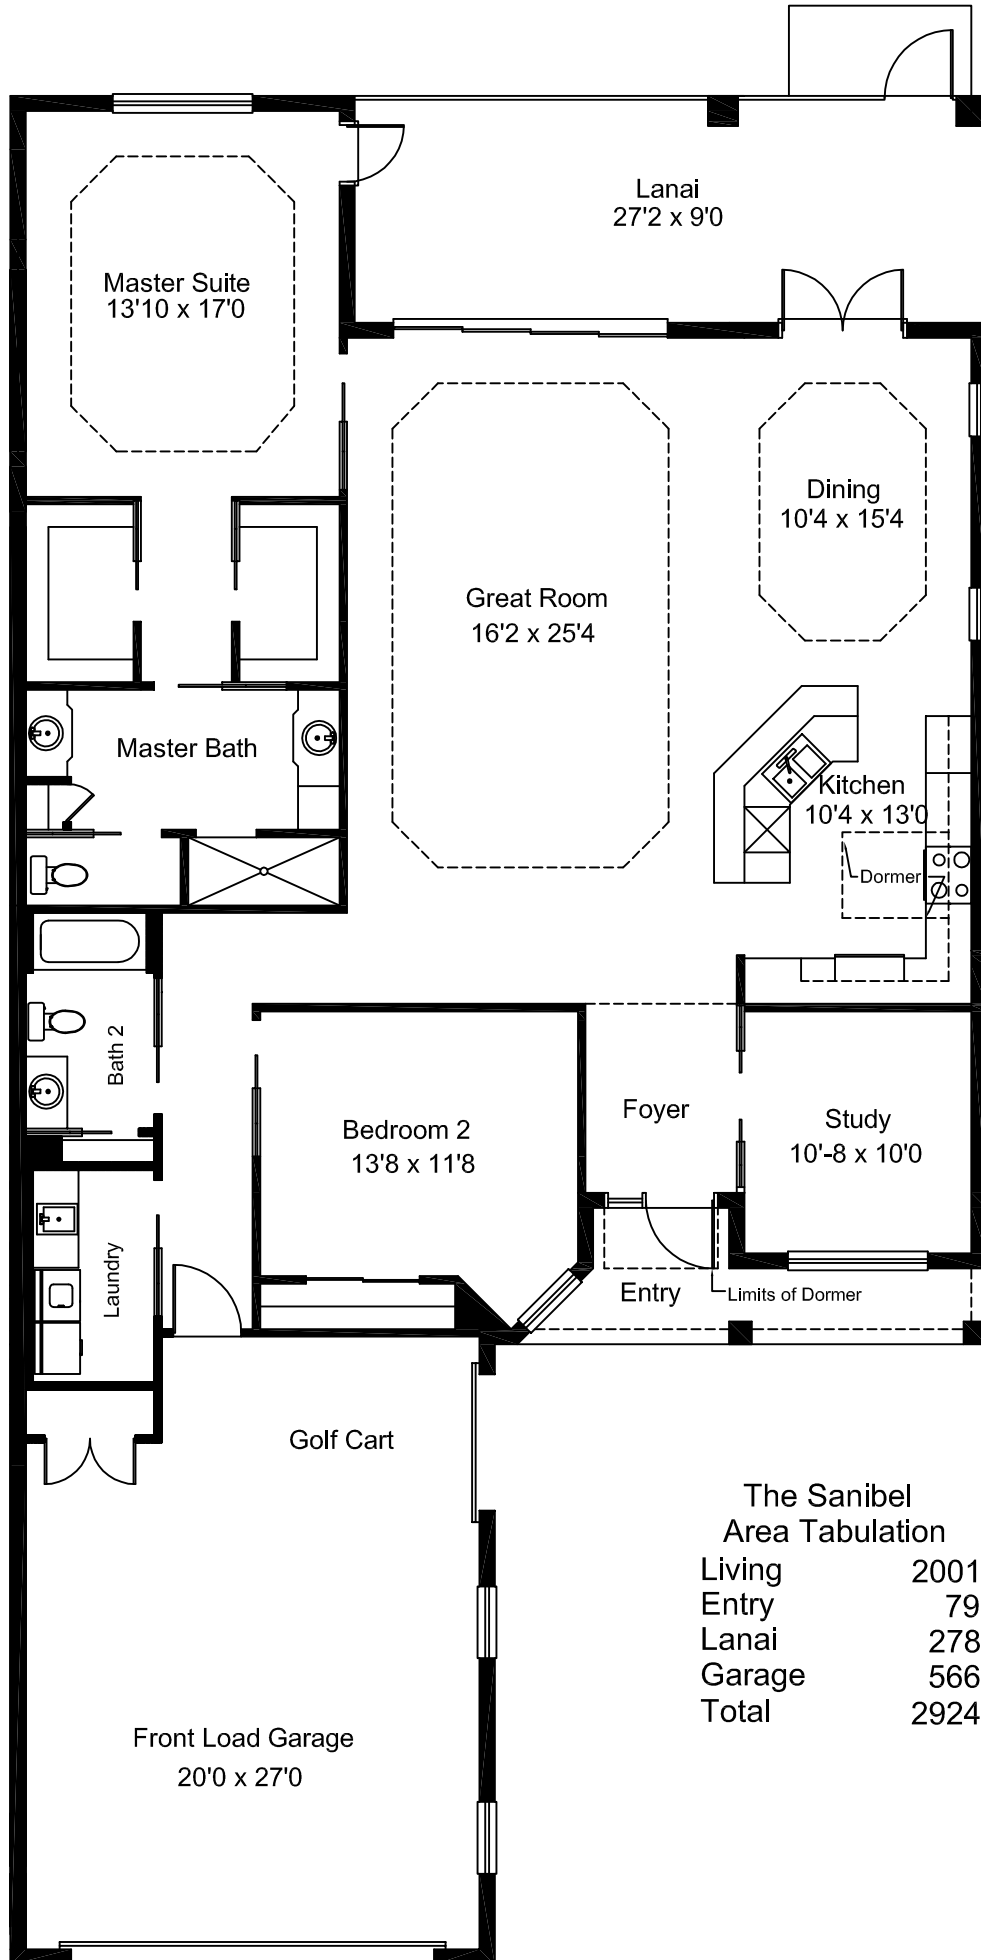 Lanai
27'2 x 9'0
Master Suite
13'10 x 17'0
Dining
10'4 x 15'4
Great Room
16'2 x 25'4
Master Bath
Kitchen
10'4 x 13'0
Dormer
Bath 2
Foyer
Study
10'-8 x 10'0
Bedroom 2
13'8 x 11'8
Laundry
Entry
Limits of Dormer
Golf Cart
The Sanibel
Area Tabulation
Living 2001
Entry 79
Lanai 278
Garage 566
Total 2924
Front Load Garage
20'0 x 27'0